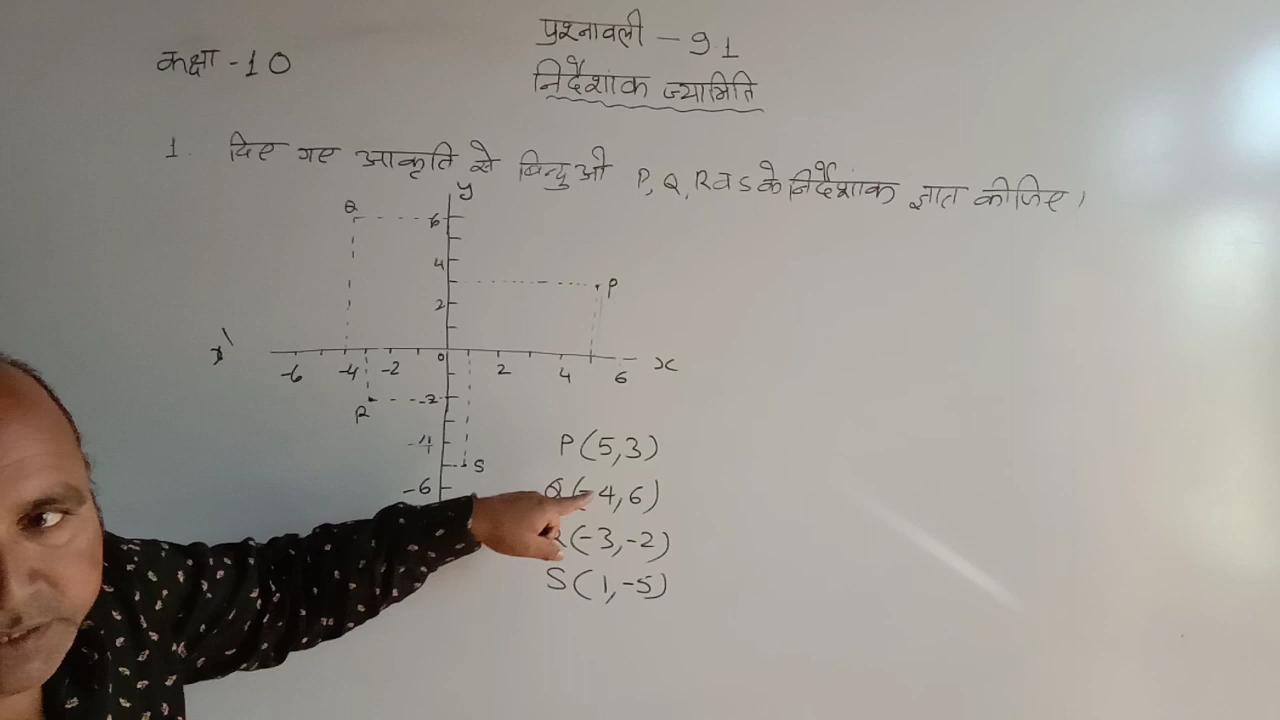 कक्षा - 10
प्रश्नावली - 9.1
निर्देशांक ज्यामिति
1. दिए गए आकृति से बिन्दुओ P, Q, R व S के निर्देशांक ज्ञात कीजिए।
y
Q
6
4
P
2
x'
-6 -4 -2 0 2 4 6 x
R
-2
-4
S
-6
P(5,3)
Q(-4,6)
R(-3,-2)
S(1,-5)